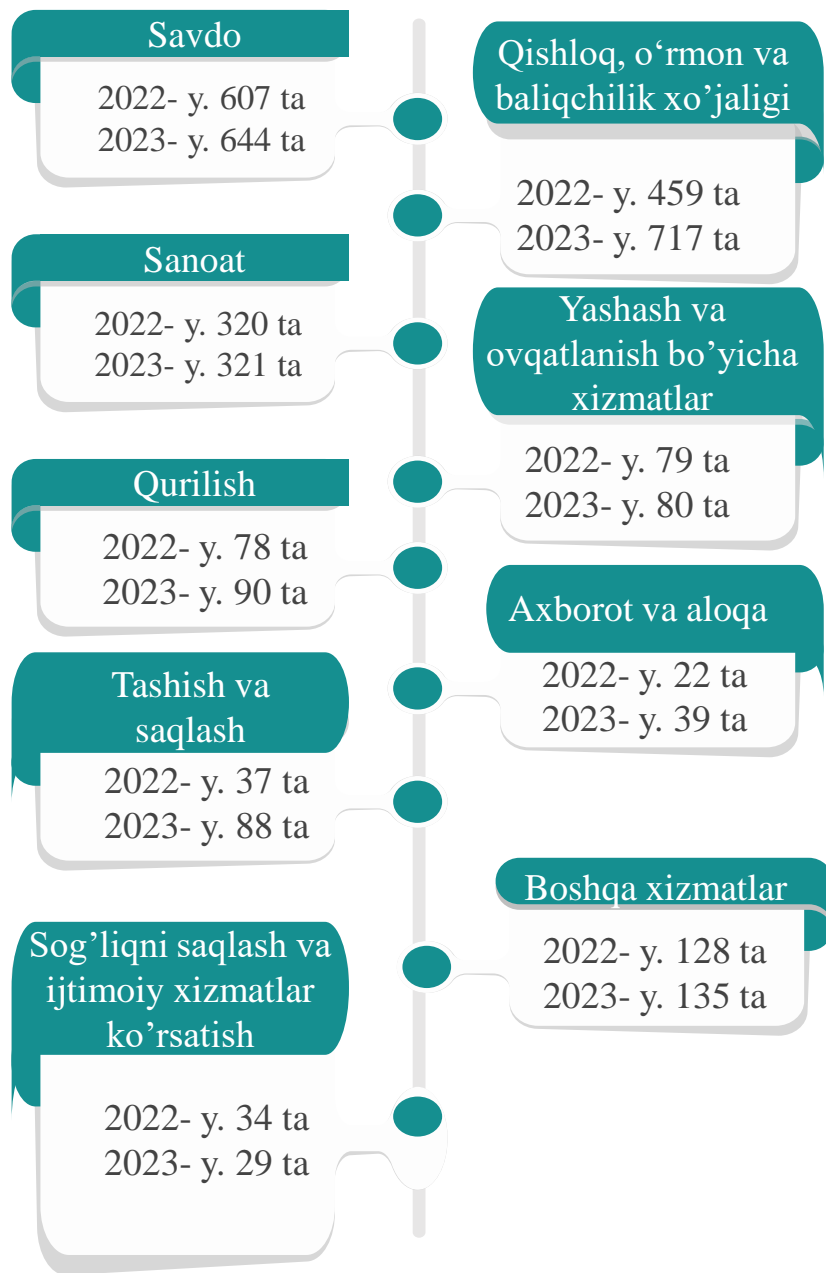 Savdo
2022- y. 607 ta
2023- y. 644 ta
Qishloq, o‘rmon va
baliqchilik xo’jaligi
2022- y. 459 ta
2023- y. 717 ta
Sanoat
2022- y. 320 ta
2023- y. 321 ta
Yashash va
ovqatlanish bo’yicha
xizmatlar
2022- y. 79 ta
2023- y. 80 ta
Qurilish
2022- y. 78 ta
2023- y. 90 ta
Axborot va aloqa
2022- y. 22 ta
2023- y. 39 ta
Tashish va
saqlash
2022- y. 37 ta
2023- y. 88 ta
Boshqa xizmatlar
2022- y. 128 ta
2023- y. 135 ta
Sog’liqni saqlash va
ijtimoiy xizmatlar
ko’rsatish
2022- y. 34 ta
2023- y. 29 ta